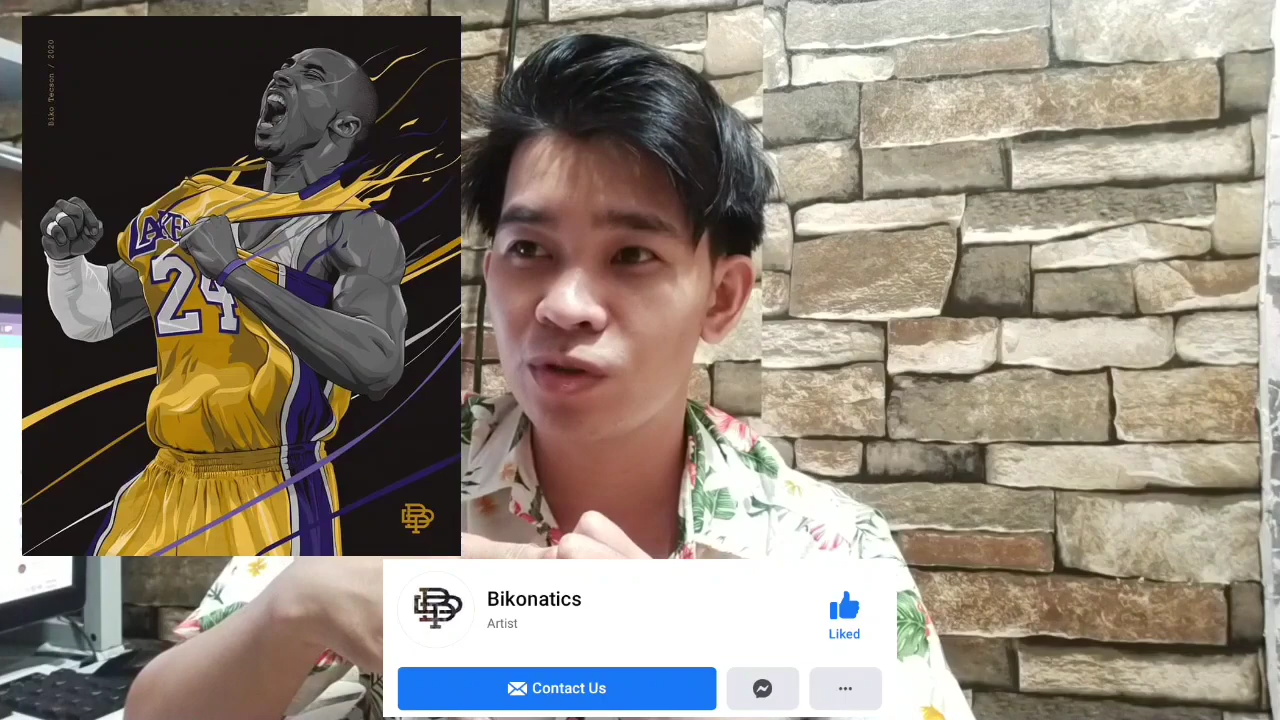 Biko Tecson / 2020
LAKERS
24
Bikonatics
Artist
Liked
Contact Us